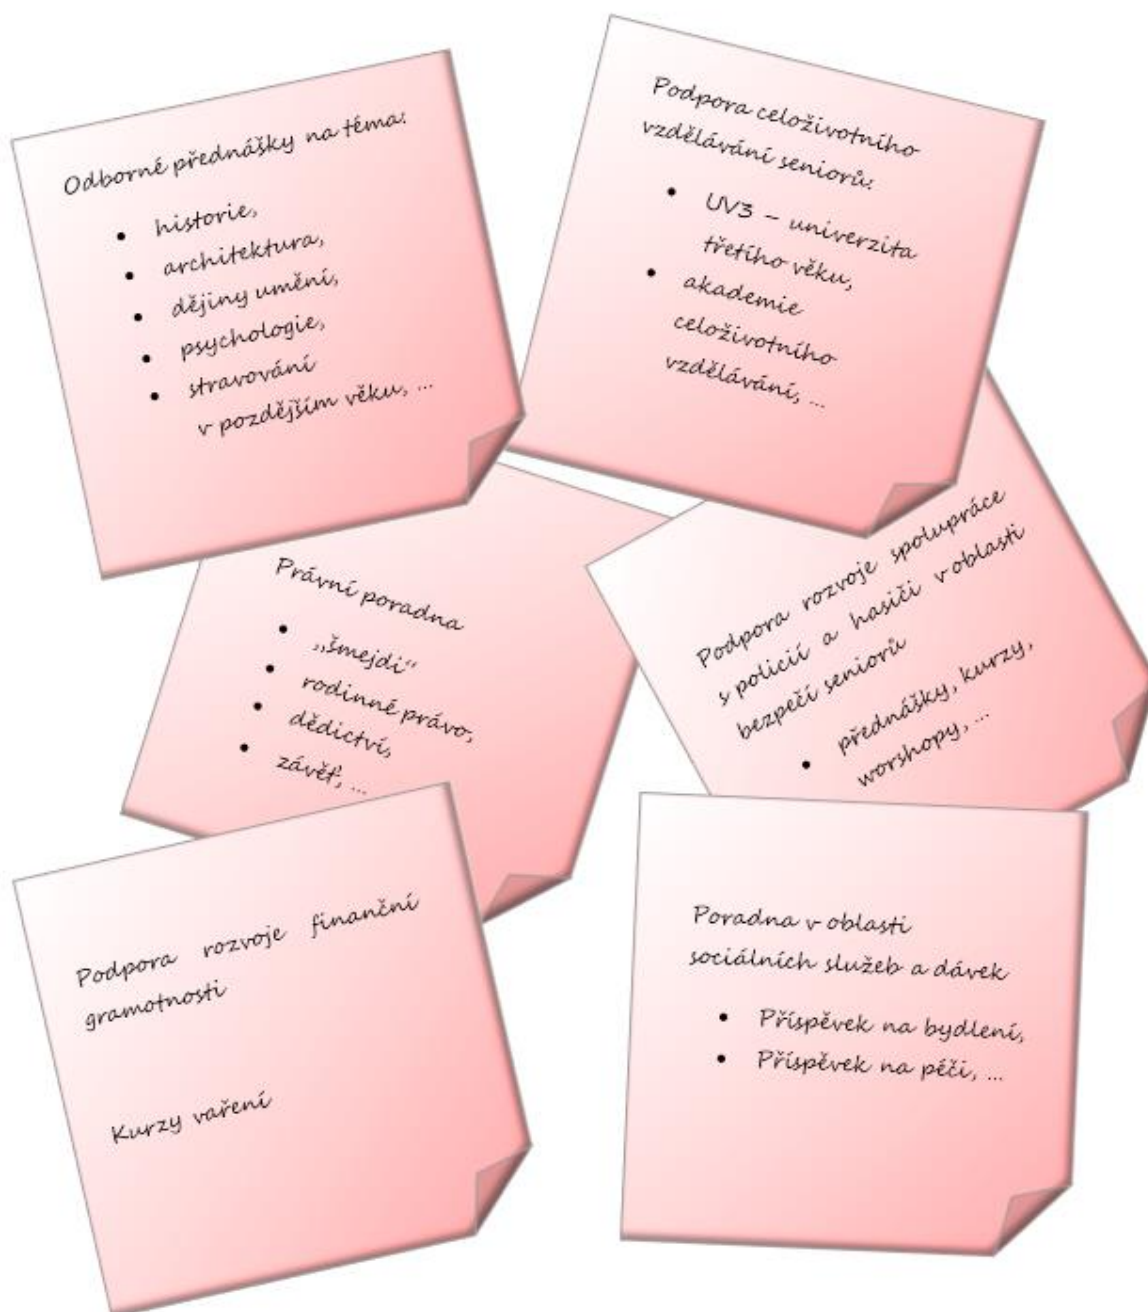 Odborné přednášky na téma:
• historie,
• architektura,
• dějiny umění,
• psychologie,
• stravování
v pozdějším věku, ...
Podpora celoživotního
vzdělávání seniorů:
• UV3 – univerzita
třetího věku,
• akademie
celoživotního
vzdělávání, ...
Právní poradna
• „šmejdi“
• rodinné právo,
• dědictví,
• závěť, ...
Podpora rozvoje spolupráce
s policií a hasiči v oblasti
bezpečí seniorů
• přednášky, kurzy,
worshopy, ...
Podpora rozvoje finanční
gramotnosti
Kurzy vaření
Poradna v oblasti
sociálních služeb a dávek
• Příspěvek na bydlení,
• Příspěvek na péči, ...